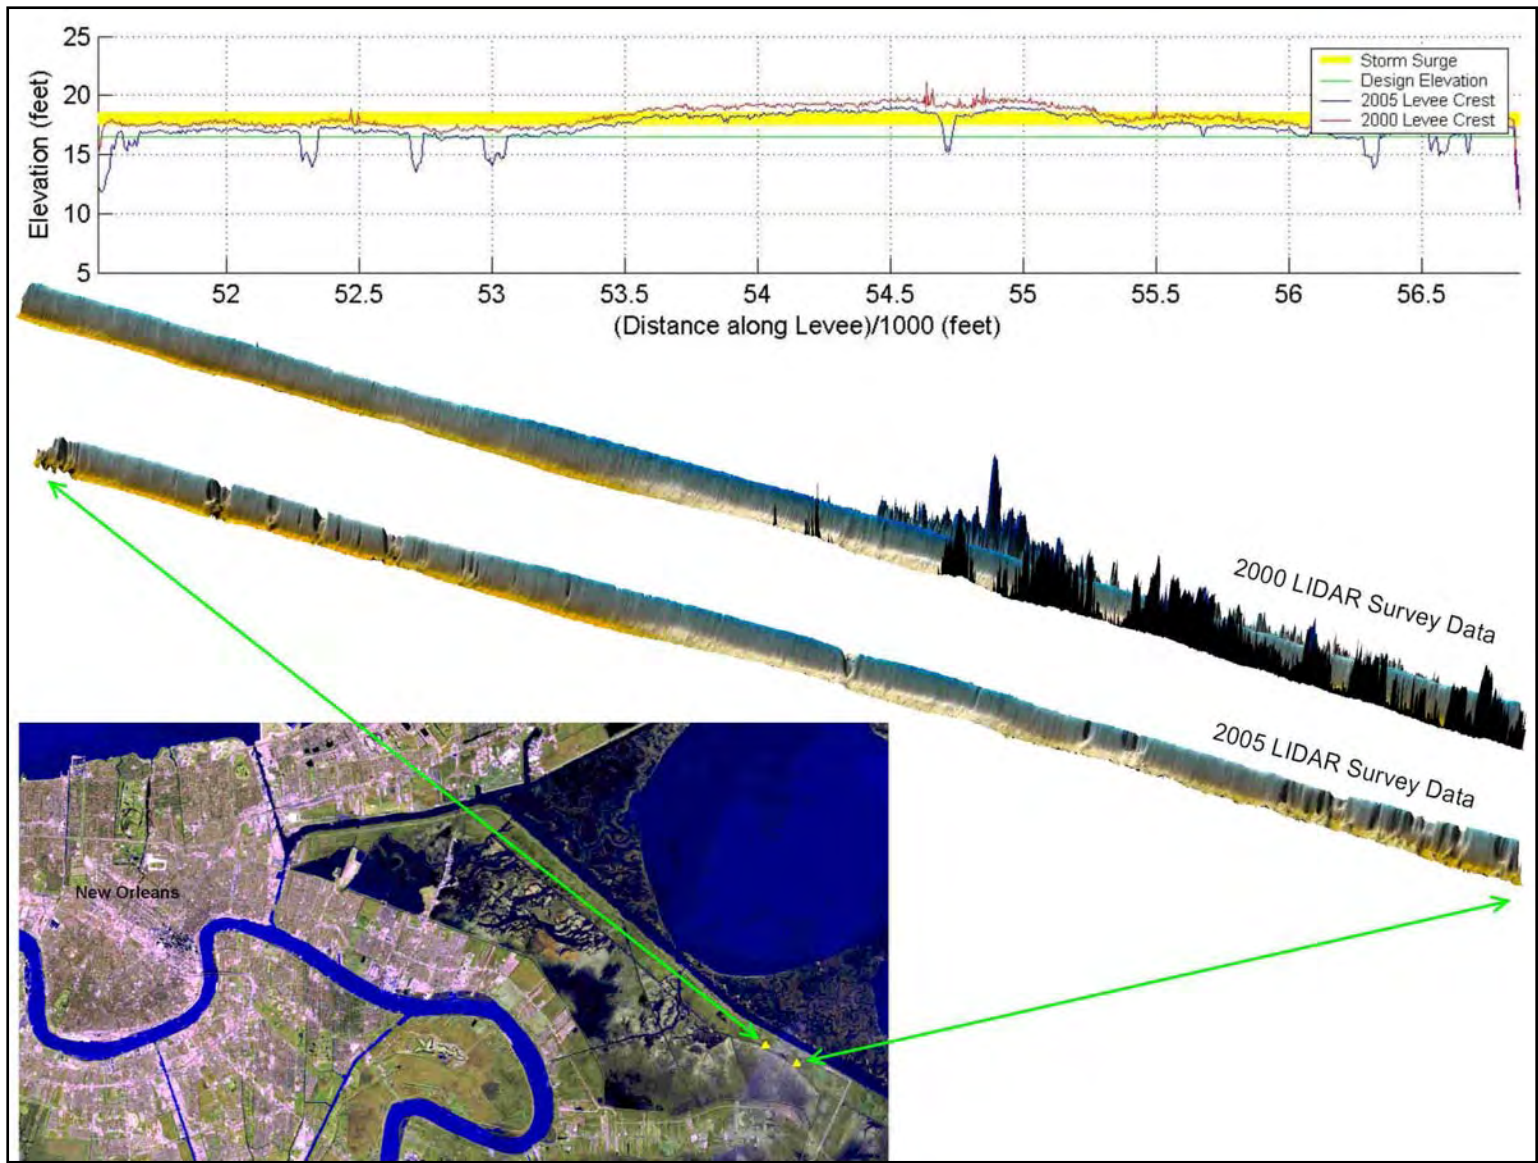 25
20
15
10
5
Elevation (feet)
Storm Surge
Design Elevation
2005 Levee Crest
2000 Levee Crest
52 52.5 53 53.5 54 54.5 55 55.5 56 56.5
(Distance along Levee)/1000 (feet)
2000 LIDAR Survey Data
2005 LIDAR Survey Data
New Orleans